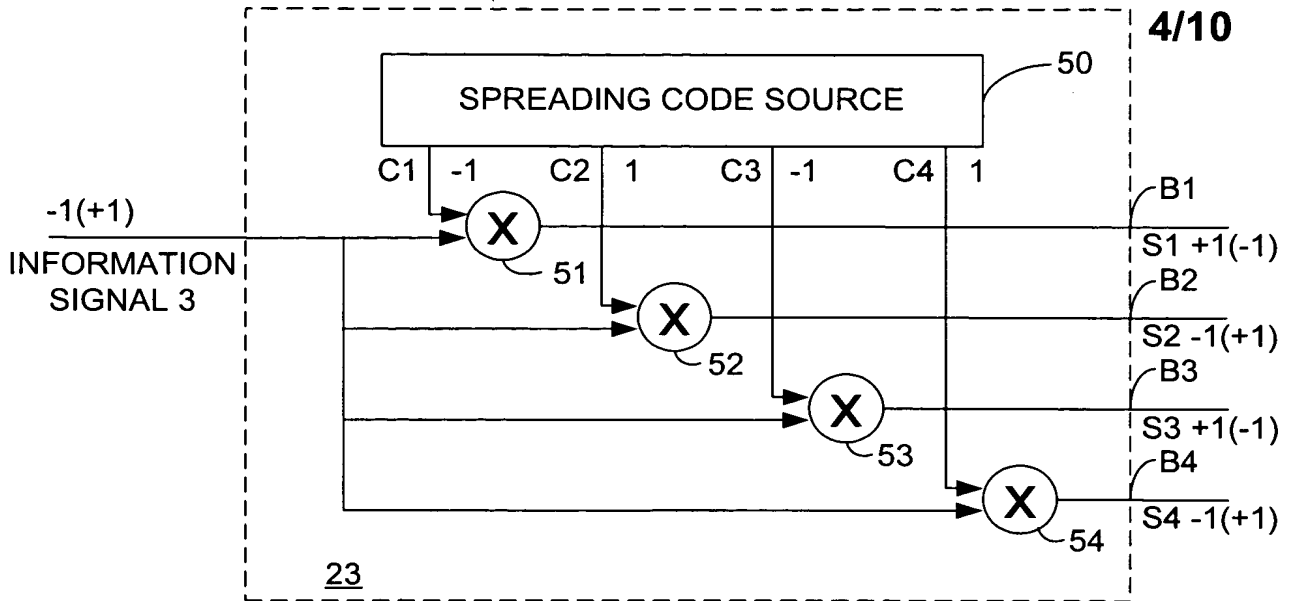 4/10
50
SPREADING CODE SOURCE
C1 -1 C2 1 C3 -1 C4 1
-1(+1)
INFORMATION
SIGNAL 3
X
51
B1
S1 +1(-1)
X
52
B2
S2 -1(+1)
X
53
B3
S3 +1(-1)
X
54
B4
S4 -1(+1)
23